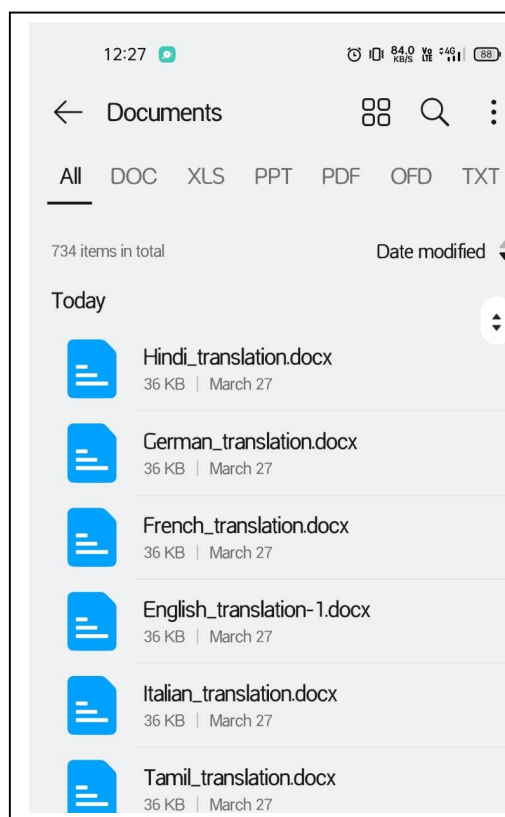 12:27 84.0 KB/S Vo LTE 4G 88
Documents
All DOC XLS PPT PDF OFD TXT
734 items in total Date modified
Today
Hindi_translation.docx
36 KB | March 27
German_translation.docx
36 KB | March 27
French_translation.docx
36 KB | March 27
English_translation-1.docx
36 KB | March 27
Italian_translation.docx
36 KB | March 27
Tamil_translation.docx
36 KB | March 27